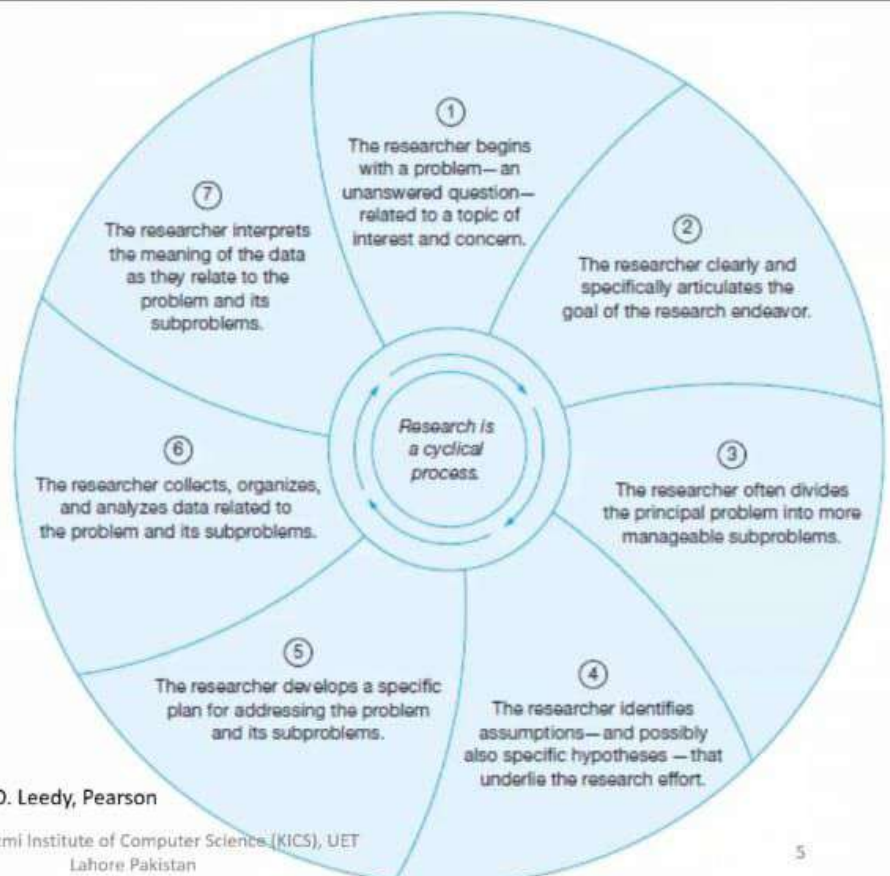 1
The researcher begins
with a problem—an
unanswered question—
related to a topic of
interest and concern.
2
The researcher clearly and
specifically articulates the
goal of the research endeavor.
3
The researcher often divides
the principal problem into more
manageable subproblems.
4
The researcher identifies
assumptions—and possibly
also specific hypotheses—that
underlie the research effort.
5
The researcher develops a specific
plan for addressing the problem
and its subproblems.
6
The researcher collects, organizes,
and analyzes data related to
the problem and its subproblems.
7
The researcher interprets
the meaning of the data
as they relate to the
problem and its
subproblems.
Research is
a cyclical
process.
Leedy, Pearson
Institute of Computer Science (KICS), UET
Lahore Pakistan
5